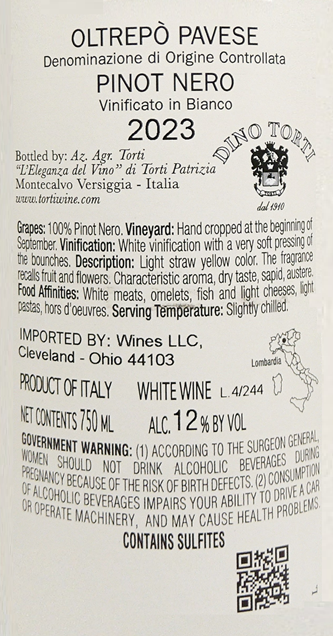 OLTREPÒ PAVESE
Denominazione di Origine Controllata
PINOT NERO
Vinificato in Bianco
2023
DINO TORTI
dal 1910
Bottled by: Az. Agr. Torti
"L'Eleganza del Vino" di Torti Patrizia
Montecalvo Versiggia - Italia
www.tortiwine.com
Grapes: 100% Pinot Nero. Vineyard: Hand cropped at the beginning of
September. Vinification: White vinification with a very soft pressing of
the bounches. Description: Light straw yellow color. The fragrance
recalls fruit and flowers. Characteristic aroma, dry taste, sapid, austere.
Food Affinities: White meats, omelets, fish and light cheeses, light
pastas, hors d'oeuvres. Serving Temperature: Slightly chilled.
IMPORTED BY: Wines LLC,
Cleveland - Ohio 44103
Lombardia
PRODUCT OF ITALY WHITE WINE L.4/244
NET CONTENTS 750 ML ALC. 12% BY VOL
GOVERNMENT WARNING: (1) ACCORDING TO THE SURGEON GENERAL,
WOMEN SHOULD NOT DRINK ALCOHOLIC BEVERAGES DURING
PREGNANCY BECAUSE OF THE RISK OF BIRTH DEFECTS. (2) CONSUMPTION
OF ALCOHOLIC BEVERAGES IMPAIRS YOUR ABILITY TO DRIVE A CAR
OR OPERATE MACHINERY, AND MAY CAUSE HEALTH PROBLEMS.
CONTAINS SULFITES